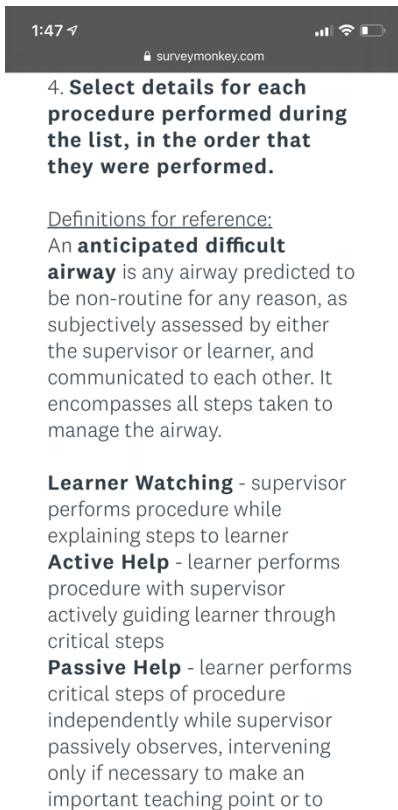 1:47
surveymonkey.com
4. Select details for each
procedure performed during
the list, in the order that
they were performed.
Definitions for reference:
An anticipated difficult
airway is any airway predicted to
be non-routine for any reason, as
subjectively assessed by either
the supervisor or learner, and
communicated to each other. It
encompasses all steps taken to
manage the airway.
Learner Watching - supervisor
performs procedure while
explaining steps to learner
Active Help - learner performs
procedure with supervisor
actively guiding learner through
critical steps
Passive Help - learner performs
critical steps of procedure
independently while supervisor
passively observes, intervening
only if necessary to make an
important teaching point or to